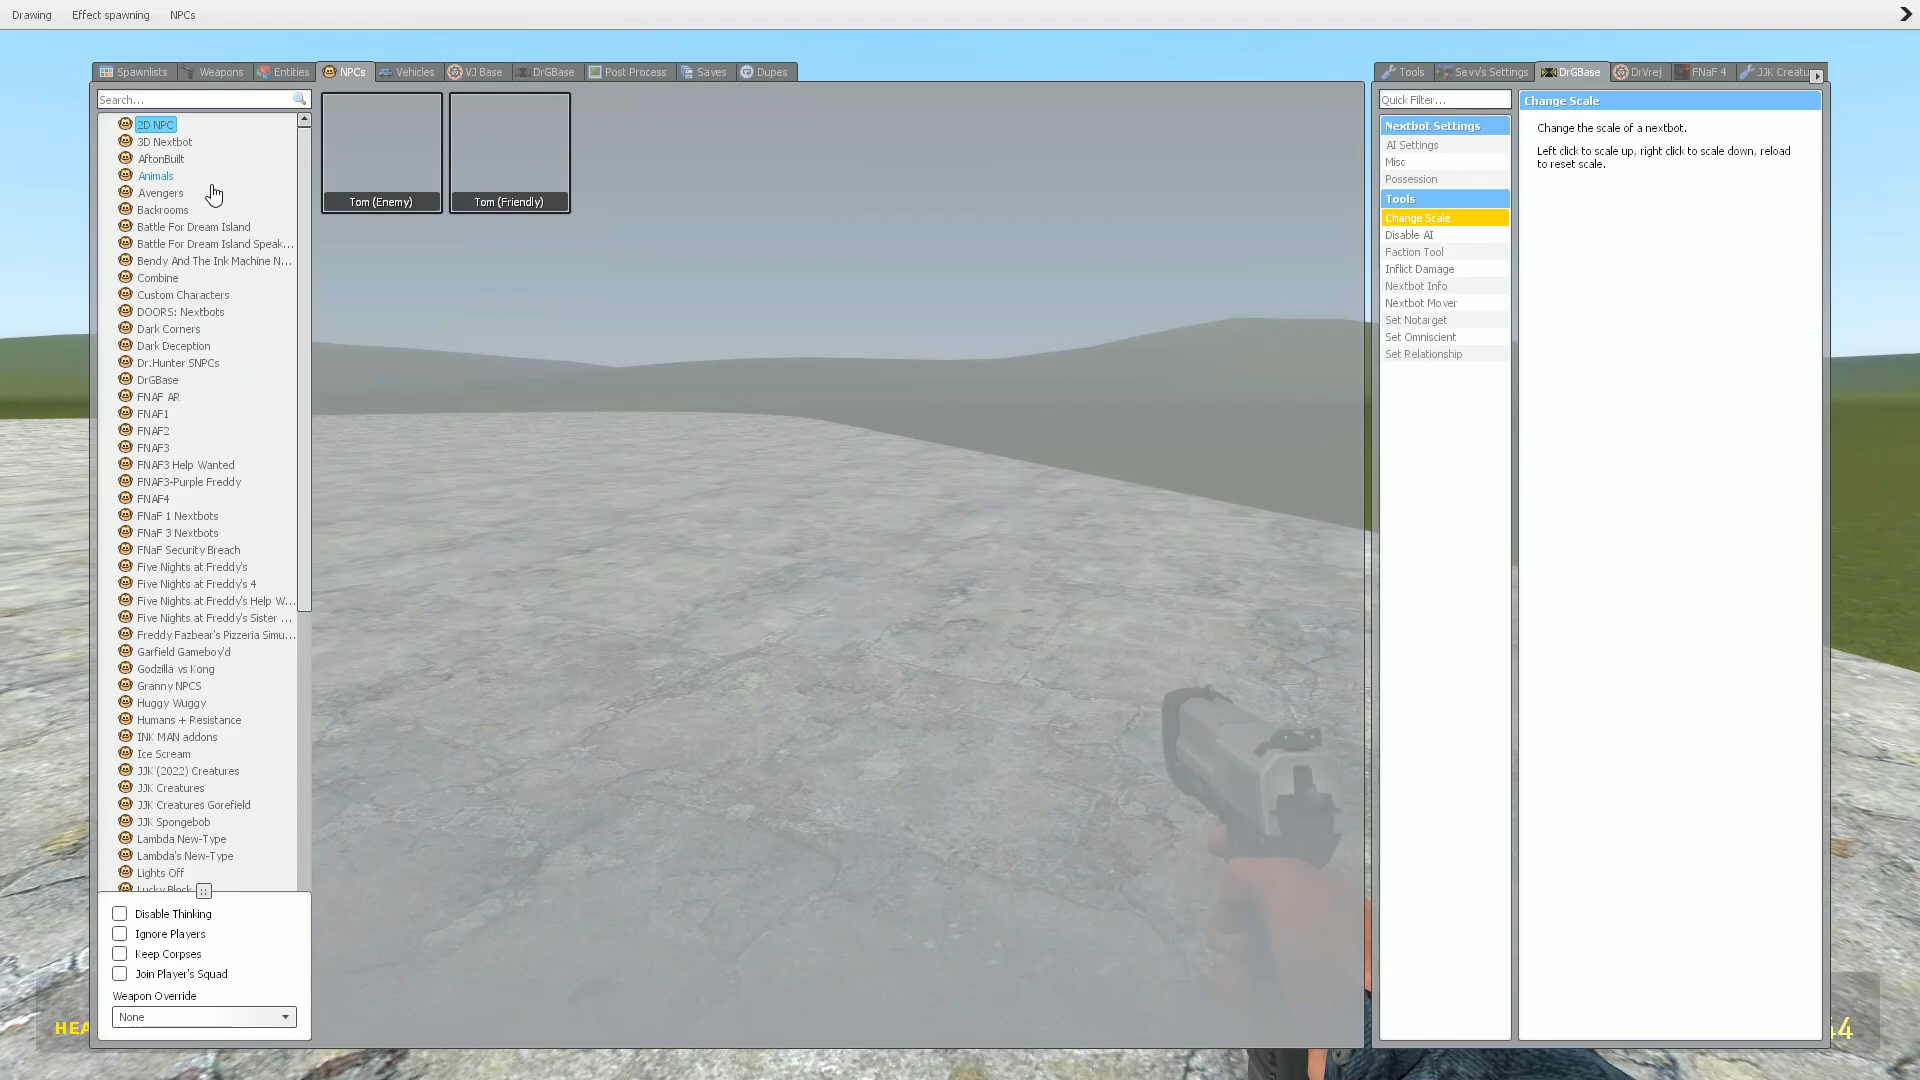 Drawing Effect spawning NPCs
Spawnlists Weapons Entities NPCs Vehicles VJ Base DrGBase Post Process Saves Dupes
Search...
2D NPC
3D Nextbot
AftonBuilt
Animals
Avengers
Backrooms
Battle For Dream Island
Battle For Dream Island Speak...
Bendy And The Ink Machine N...
Combine
Custom Characters
DOORS: Nextbots
Dark Corners
Dark Deception
Dr.Hunter SNPCs
DrGBase
FNAF AR
FNAF1
FNAF2
FNAF3
FNAF3 Help Wanted
FNAF3-Purple Freddy
FNAF4
FNaF 1 Nextbots
FNaF 3 Nextbots
FNaF Security Breach
Five Nights at Freddy's
Five Nights at Freddy's 4
Five Nights at Freddy's Help W...
Five Nights at Freddy's Sister ...
Freddy Fazbear's Pizzeria Simu...
Garfield Gameboy'd
Godzilla vs Kong
Granny NPCS
Huggy Wuggy
Humans + Resistance
INK MAN addons
Ice Scream
JJK (2022) Creatures
JJK Creatures
JJK Creatures Gorefield
JJK Spongebob
Lambda New-Type
Lambda's New-Type
Lights Off
Lucky Block
Disable Thinking
Ignore Players
Keep Corpses
Join Player's Squad
Weapon Override
None
HEA
Tom (Enemy) Tom (Friendly)
Tools Sevv's Settings DrGBase DrVrej FNaF 4 JJK Creatu
Quick Filter...
Nextbot Settings
AI Settings
Misc
Possession
Tools
Change Scale
Disable AI
Faction Tool
Inflict Damage
Nextbot Info
Nextbot Mover
Set Notarget
Set Omniscient
Set Relationship
Change Scale
Change the scale of a nextbot.
Left click to scale up, right click to scale down, reload
to reset scale.
44